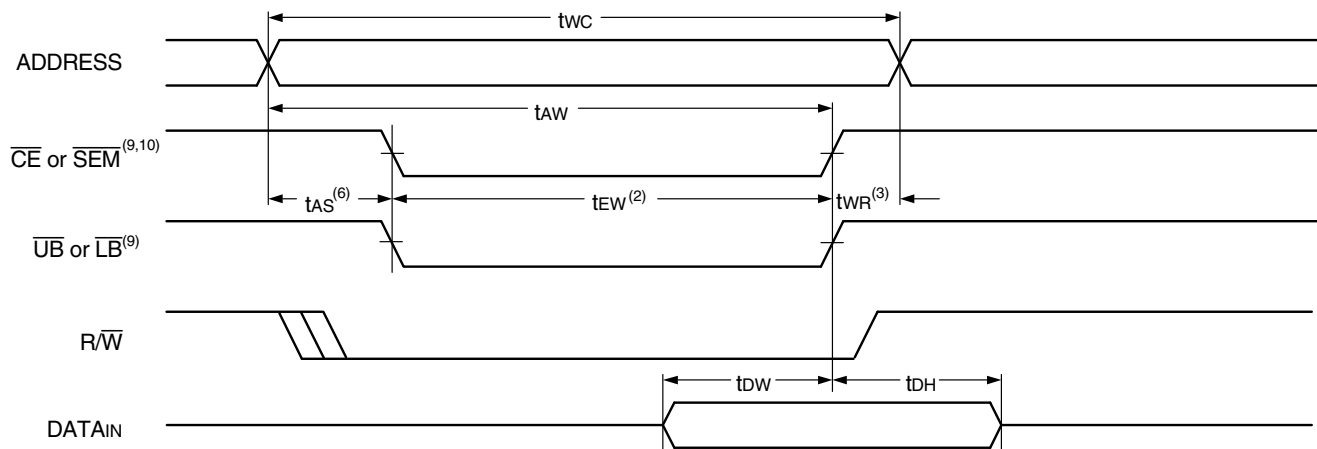 tWC
ADDRESS
tAW
CE or SEM(9,10)
tAS(6)
tEW(2)
tWR(3)
UB or LB(9)
R/W
tDW
tDH
DATAIN